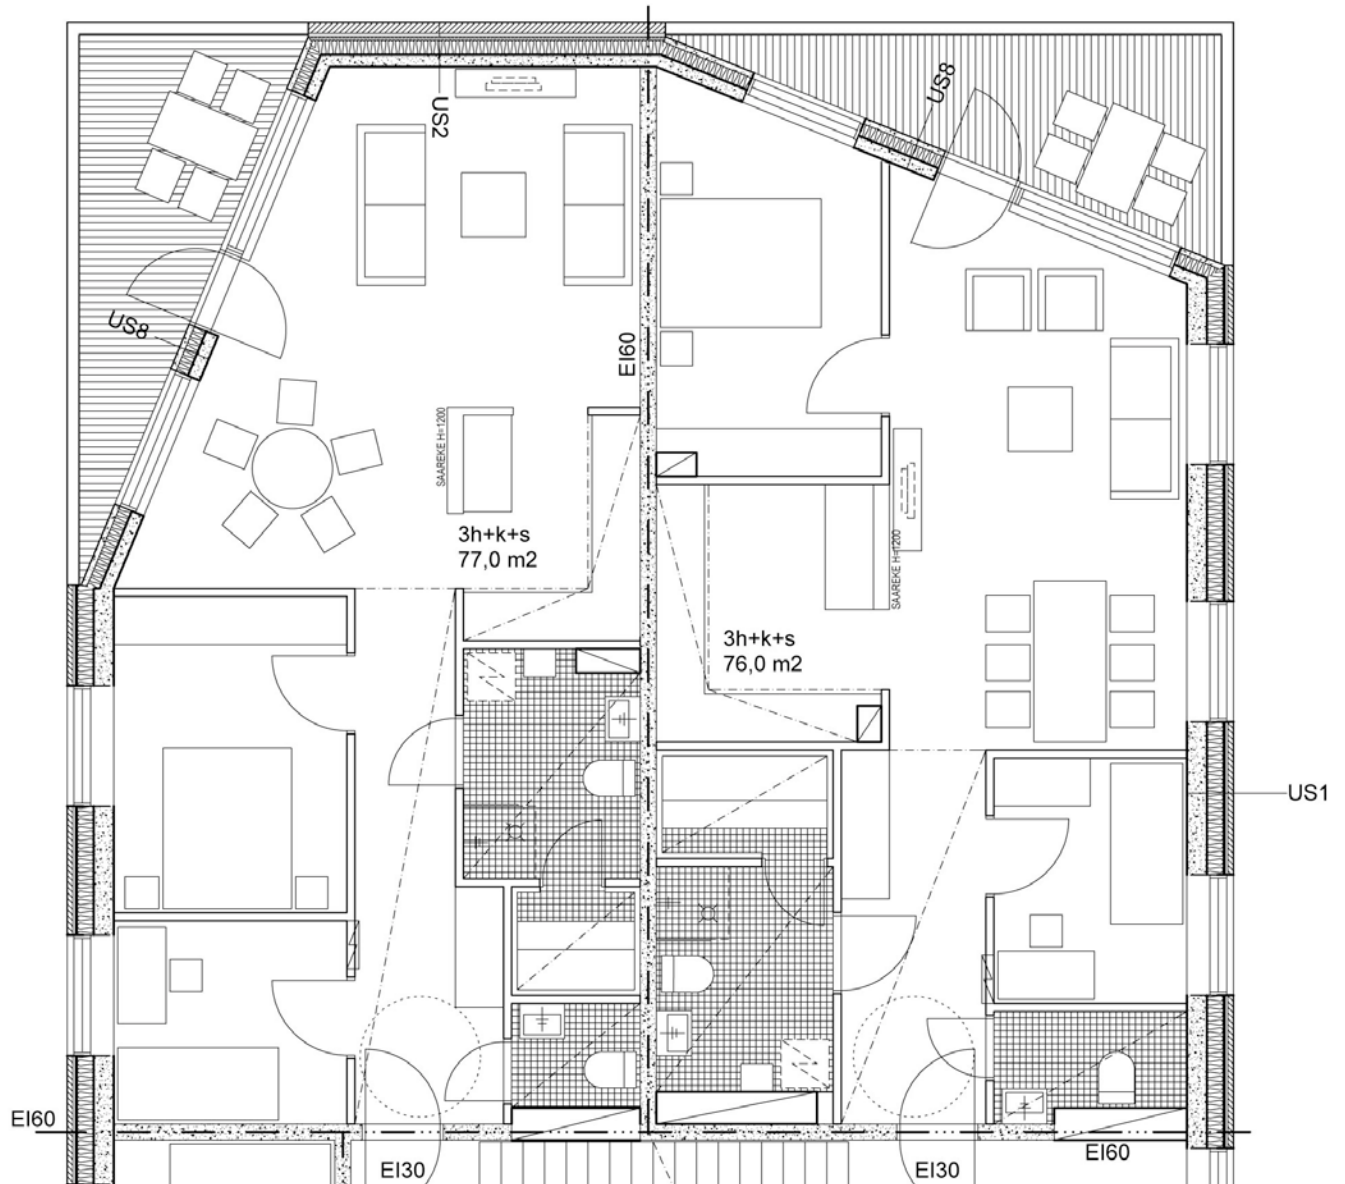 US2
US8
US8
EI60
SAAREKE H=1200
3h+k+s
77,0 m2
SAAREKE H=1200
3h+k+s
76,0 m2
US1
EI60
EI30
EI30
EI60